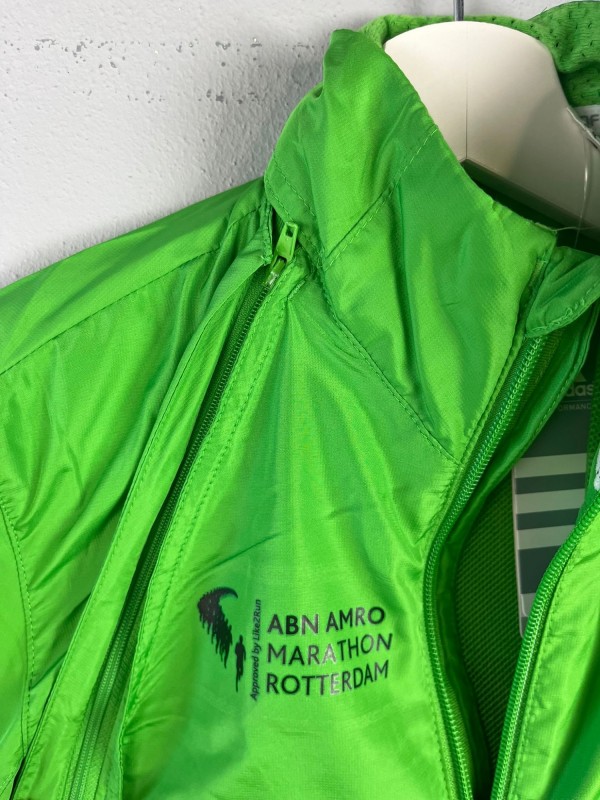 Approved by Like2Run
ABN AMRO
MARATHON
ROTTERDAM